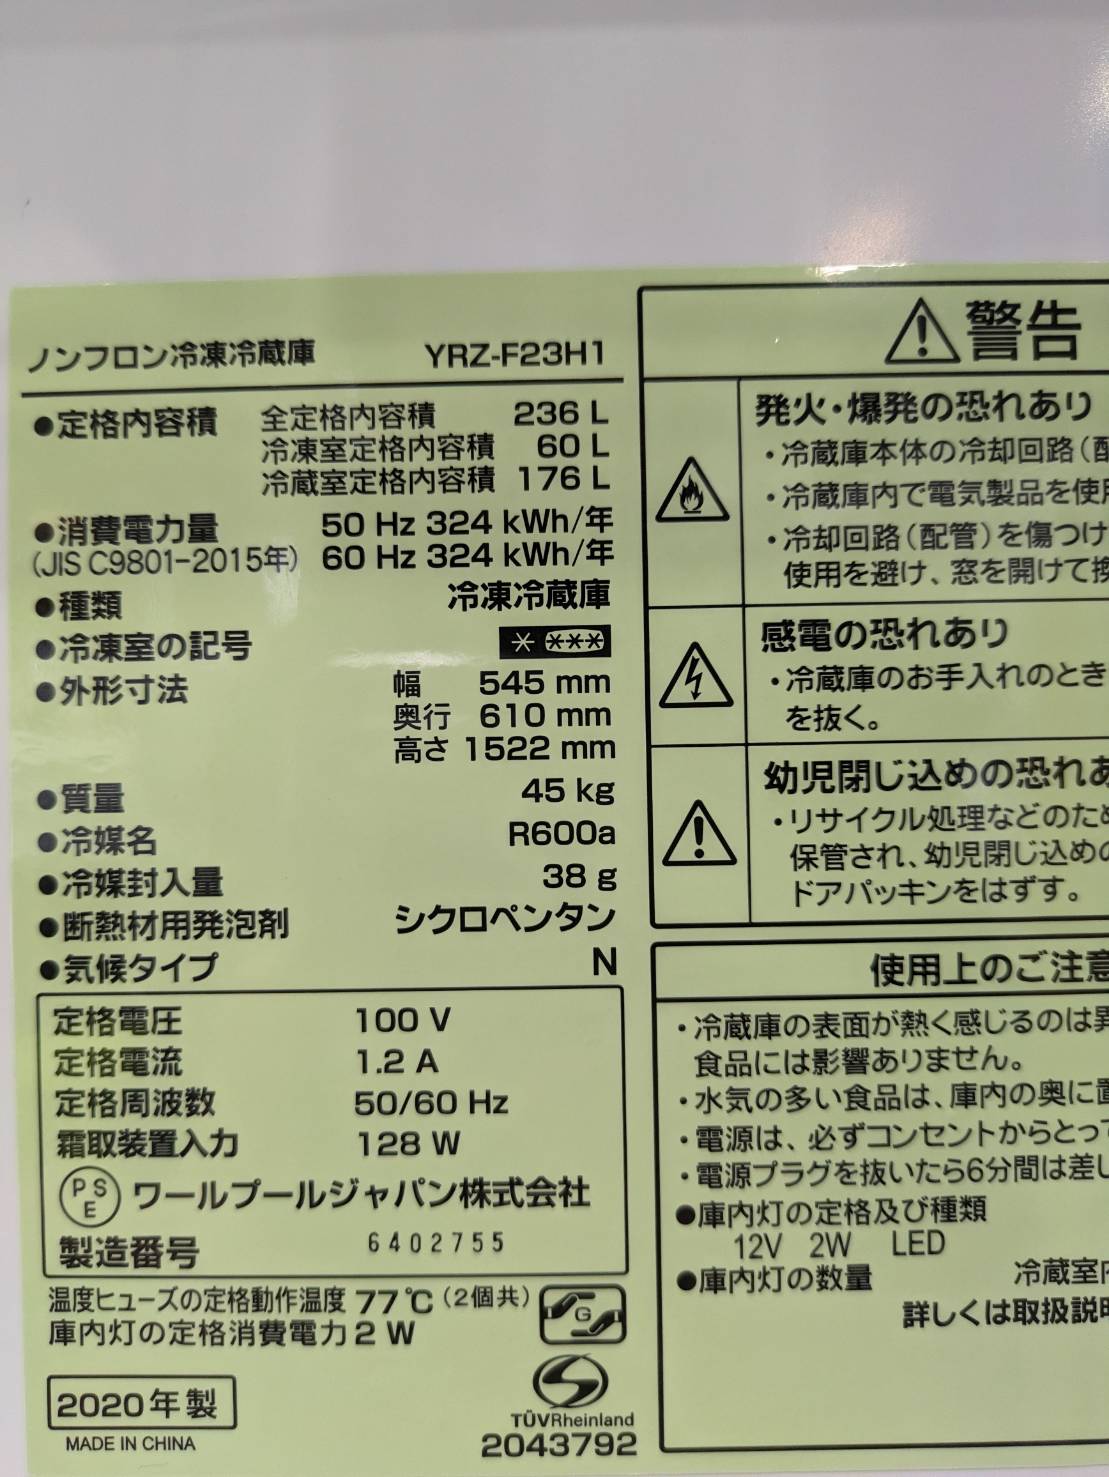 ノンフロン冷凍冷蔵庫 YRZ-F23H1
●定格内容積 全定格内容積 236 L
冷凍室定格内容積 60 L
冷蔵室定格内容積 176 L
●消費電力量 50 Hz 324 kWh/年
(JIS C9801-2015年) 60 Hz 324 kWh/年
●種類 冷凍冷蔵庫
●冷凍室の記号 * ***
●外形寸法 幅 545 mm
奥行 610 mm
高さ 1522 mm
●質量 45 kg
●冷媒名 R600a
●冷媒封入量 38 g
●断熱材用発泡剤 シクロペンタン
●気候タイプ N
定格電圧 100 V
定格電流 1.2 A
定格周波数 50/60 Hz
霜取装置入力 128 W
PSE ワールプールジャパン株式会社
製造番号 6402755
温度ヒューズの定格動作温度 77℃(2個共)
庫内灯の定格消費電力 2 W
G
2020年製
MADE IN CHINA
TÜVRheinland
2043792
警告
発火・爆発の恐れあり
・冷蔵庫本体の冷却回路(
・冷蔵庫内で電気製品を使
・冷却回路(配管)を傷つけ
使用を避け、窓を開けて
感電の恐れあり
・冷蔵庫のお手入れのとき
を抜く。
幼児閉じ込めの恐れ
・リサイクル処理などのため
保管され、幼児閉じ込めの
ドアパッキンをはずす。
使用上のご注意
・冷蔵庫の表面が熱く感じるのは
食品には影響ありません。
・水気の多い食品は、庫内の奥に
・電源は、必ずコンセントからとっ
・電源プラグを抜いたら6分間は差し
●庫内灯の定格及び種類
12V 2W LED
●庫内灯の数量 冷蔵室
詳しくは取扱説